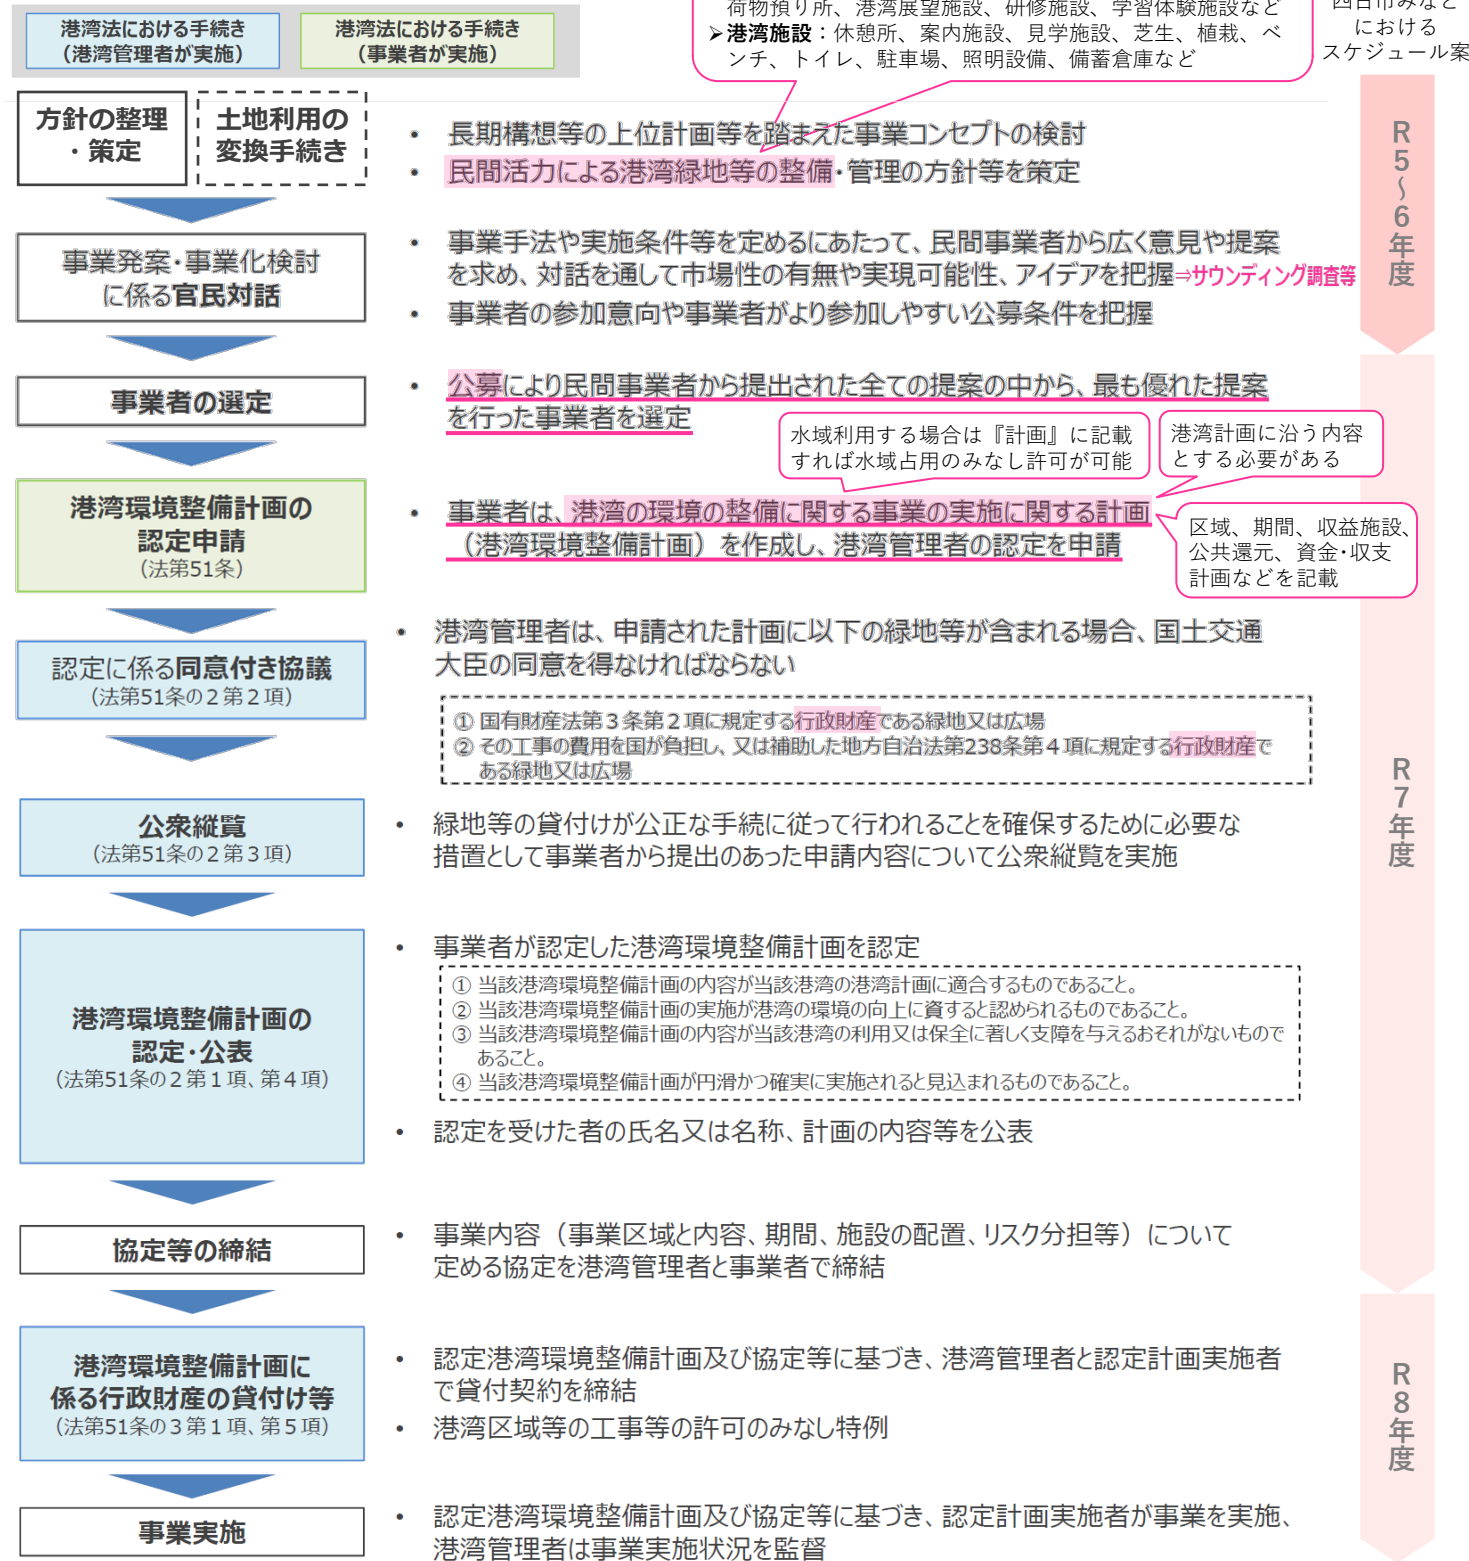 港湾法における手続き
(港湾管理者が実施)
港湾法における手続き
(事業者が実施)
荷物預り所、港湾展望施設、研修施設、学習体験施設など
➢港湾施設：休憩所、案内施設、見学施設、芝生、植栽、ベ
ンチ、トイレ、駐車場、照明設備、備蓄倉庫など
四日市みなと
における
スケジュール案
方針の整理
・策定
土地利用の
変換手続き
• 長期構想等の上位計画等を踏まえた事業コンセプトの検討
• 民間活力による港湾緑地等の整備・管理の方針等を策定
事業発案・事業化検討
に係る官民対話
• 事業手法や実施条件等を定めるにあたって、民間事業者から広く意見や提案
を求め、対話を通して市場性の有無や実現可能性、アイデアを把握⇒サウンディング調査等
• 事業者の参加意向や事業者がより参加しやすい公募条件を把握
R5～6年度
事業者の選定
• 公募により民間事業者から提出された全ての提案の中から、最も優れた提案
を行った事業者を選定
水域利用する場合は『計画』に記載
すれば水域占用のみなし許可が可能
港湾計画に沿う内容
とする必要がある
港湾環境整備計画の
認定申請
(法第51条)
• 事業者は、港湾の環境の整備に関する事業の実施に関する計画
（港湾環境整備計画）を作成し、港湾管理者の認定を申請
区域、期間、収益施設、
公共還元、資金・収支
計画などを記載
認定に係る同意付き協議
(法第51条の２第２項)
• 港湾管理者は、申請された計画に以下の緑地等が含まれる場合、国土交通
大臣の同意を得なければならない
① 国有財産法第３条第２項に規定する行政財産である緑地又は広場
② その工事の費用を国が負担し、又は補助した地方自治法第238条第４項に規定する行政財産で
ある緑地又は広場
公衆縦覧
(法第51条の２第３項)
• 緑地等の貸付けが公正な手続に従って行われることを確保するために必要な
措置として事業者から提出のあった申請内容について公衆縦覧を実施
R7年度
港湾環境整備計画の
認定・公表
(法第51条の２第１項、第４項)
• 事業者が認定した港湾環境整備計画を認定
① 当該港湾環境整備計画の内容が当該港湾の港湾計画に適合するものであること。
② 当該港湾環境整備計画の実施が港湾の環境の向上に資すると認められるものであること。
③ 当該港湾環境整備計画の内容が当該港湾の利用又は保全に著しく支障を与えるおそれがないもので
あること。
④ 当該港湾環境整備計画が円滑かつ確実に実施されると見込まれるものであること。
• 認定を受けた者の氏名又は名称、計画の内容等を公表
協定等の締結
• 事業内容（事業区域と内容、期間、施設の配置、リスク分担等）について
定める協定を港湾管理者と事業者で締結
港湾環境整備計画に
係る行政財産の貸付け等
(法第51条の３第１項、第５項)
• 認定港湾環境整備計画及び協定等に基づき、港湾管理者と認定計画実施者
で貸付契約を締結
• 港湾区域等の工事等の許可のみなし特例
R8年度
事業実施
• 認定港湾環境整備計画及び協定等に基づき、認定計画実施者が事業を実施、
港湾管理者は事業実施状況を監督